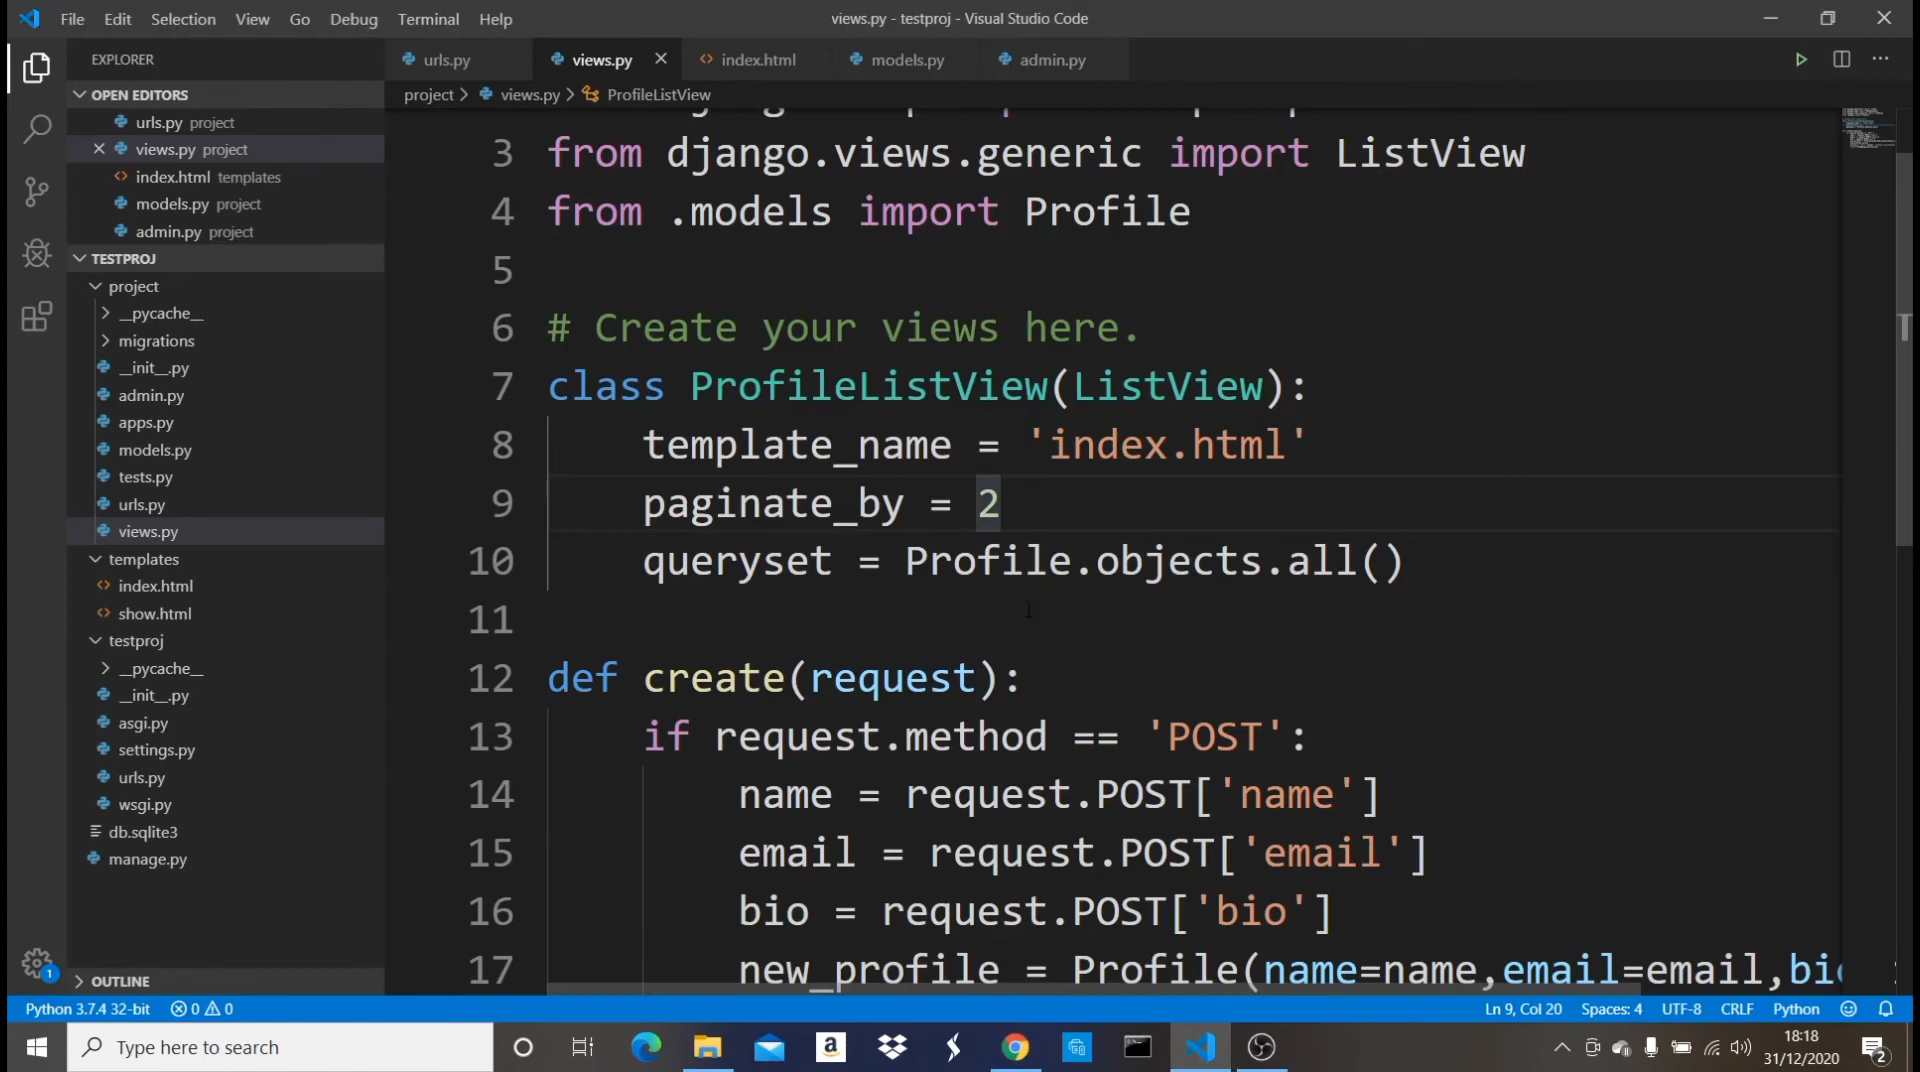 File Edit Selection View Go Debug Terminal Help
views.py - testproj - Visual Studio Code
EXPLORER
OPEN EDITORS
urls.py project
views.py project
index.html templates
models.py project
admin.py project
TESTPROJ
project
__pycache__
migrations
__init__.py
admin.py
apps.py
models.py
tests.py
urls.py
views.py
templates
index.html
show.html
testproj
__pycache__
__init__.py
asgi.py
settings.py
urls.py
wsgi.py
db.sqlite3
manage.py
OUTLINE
urls.py views.py index.html models.py admin.py
project > views.py > ProfileListView
3 from django.views.generic import ListView
4 from .models import Profile
5
6 # Create your views here.
7 class ProfileListView(ListView):
8 template_name = 'index.html'
9 paginate_by = 2
10 queryset = Profile.objects.all()
11
12 def create(request):
13 if request.method == 'POST':
14 name = request.POST['name']
15 email = request.POST['email']
16 bio = request.POST['bio']
17 new_profile = Profile(name=name,email=email,bio
Python 3.7.4 32-bit 0 0
Ln 9, Col 20 Spaces: 4 UTF-8 CRLF Python
1
Type here to search
18:18
31/12/2020
2